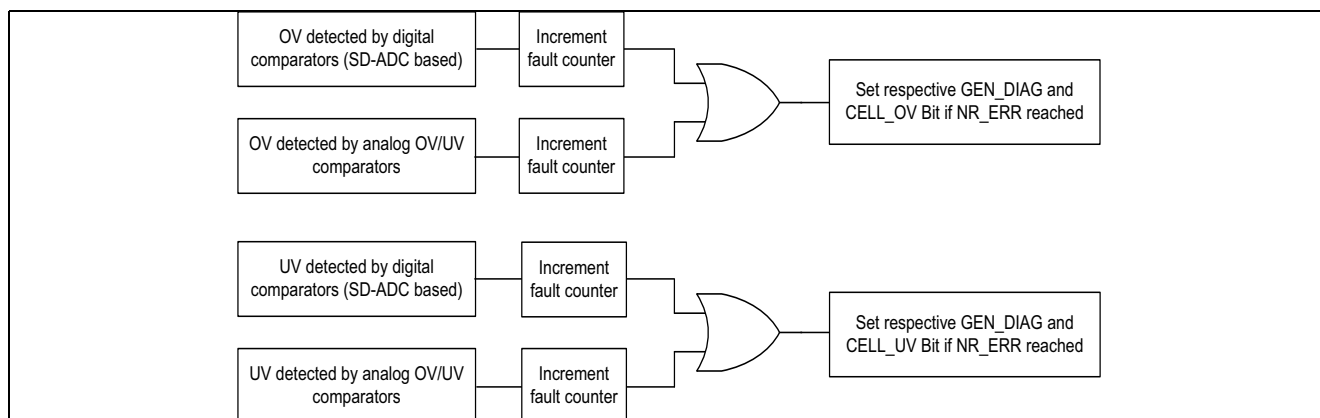 OV detected by digital
comparators (SD-ADC based)
Increment
fault counter
Set respective GEN_DIAG and
CELL_OV Bit if NR_ERR reached
OV detected by analog OV/UV
comparators
Increment
fault counter
UV detected by digital
comparators (SD-ADC based)
Increment
fault counter
Set respective GEN_DIAG and
CELL_UV Bit if NR_ERR reached
UV detected by analog OV/UV
comparators
Increment
fault counter